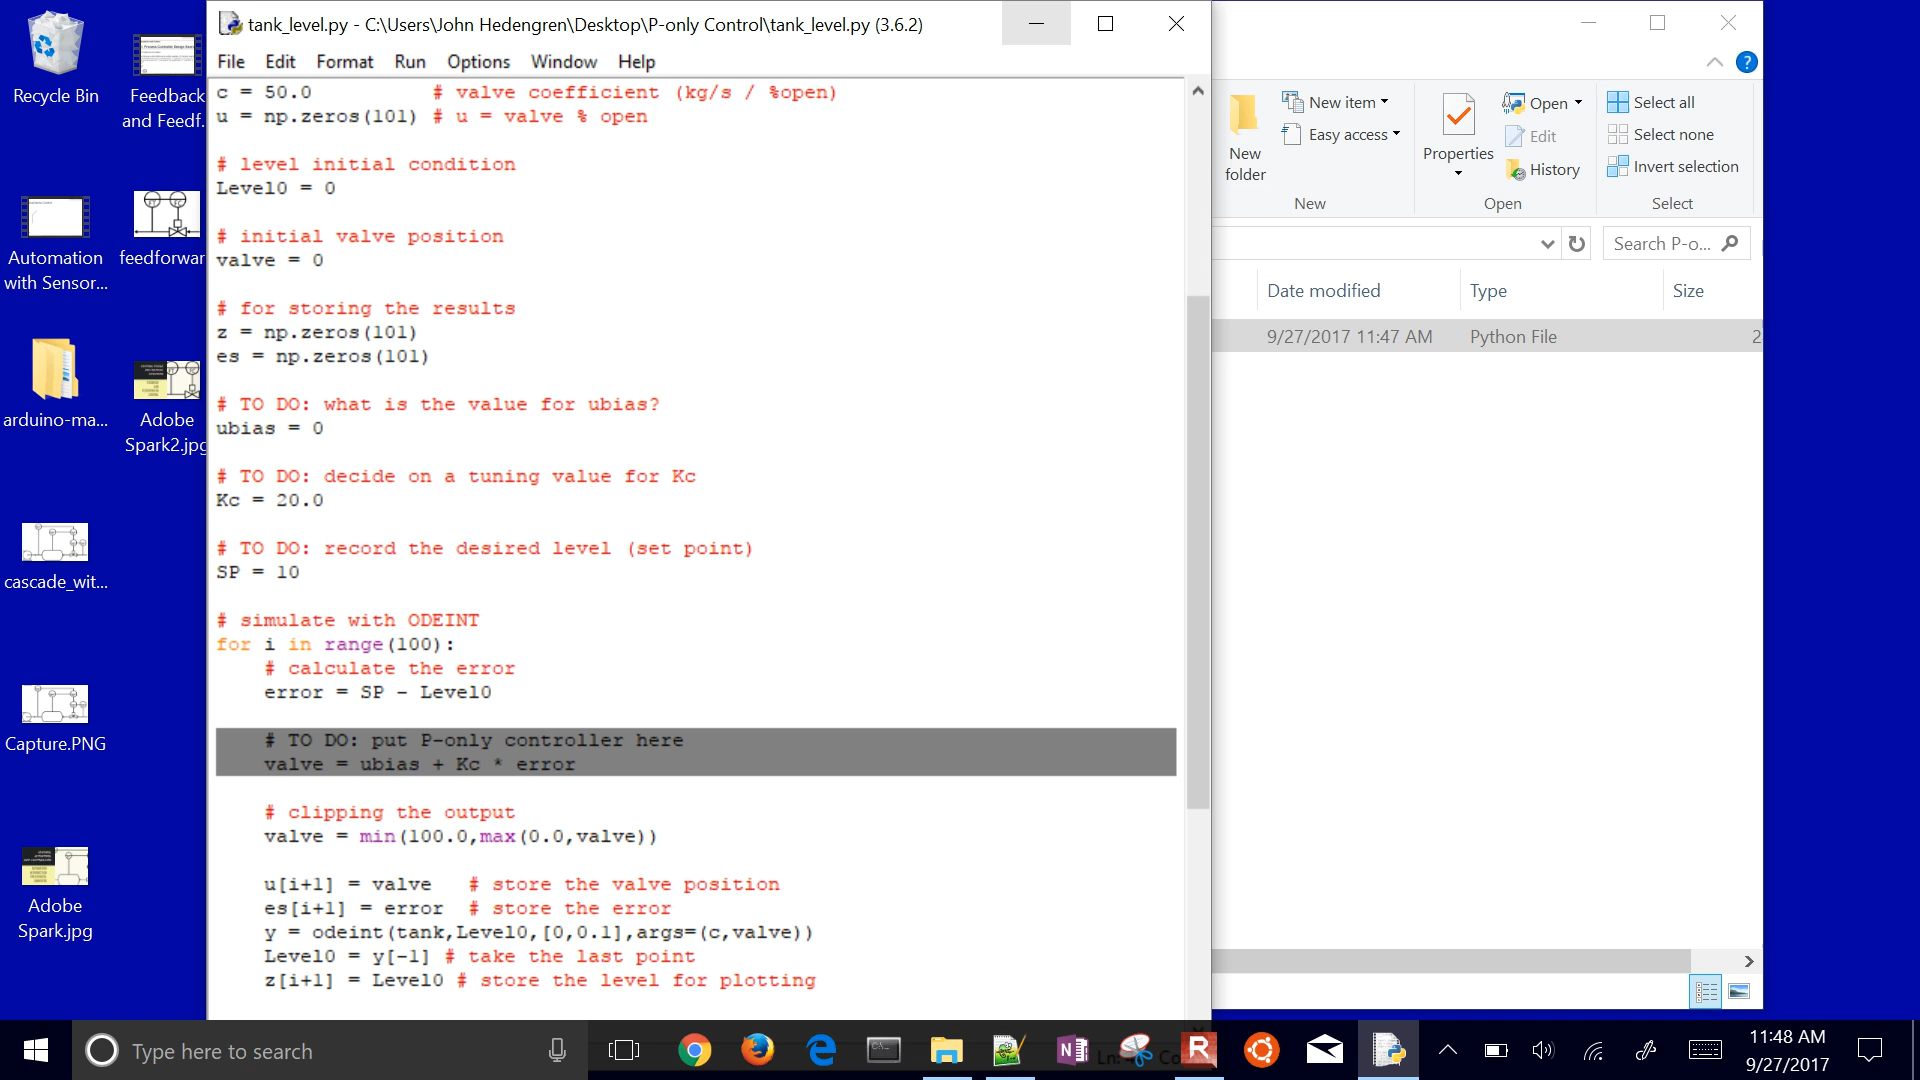 Recycle Bin
Feedback
and Feedf.
Automation
with Sensor...
feedforwar
arduino-ma...
Adobe
Spark2.jpg
cascade_wit...
Capture.PNG
Adobe
Spark.jpg
tank_level.py - C:\Users\John Hedengren\Desktop\P-only Control\tank_level.py (3.6.2)
File Edit Format Run Options Window Help
c = 50.0          # valve coefficient (kg/s / %open)
u = np.zeros(101) # u = valve % open
# level initial condition
Level0 = 0
# initial valve position
valve = 0
# for storing the results
z = np.zeros(101)
es = np.zeros(101)
# TO DO: what is the value for ubias?
ubias = 0
# TO DO: decide on a tuning value for Kc
Kc = 20.0
# TO DO: record the desired level (set point)
SP = 10
# simulate with ODEINT
for i in range(100):
    # calculate the error
    error = SP - Level0
    # TO DO: put P-only controller here
    valve = ubias + Kc * error
    # clipping the output
    valve = min(100.0,max(0.0,valve))
    u[i+1] = valve   # store the valve position
    es[i+1] = error  # store the error
    y = odeint(tank,Level0,[0,0.1],args=(c,valve))
    Level0 = y[-1] # take the last point
    z[i+1] = Level0 # store the level for plotting
New
folder
New item
Easy access
New
Properties
Open
Edit
History
Open
Select all
Select none
Invert selection
Select
Search P-o...
Date modified Type Size
9/27/2017 11:47 AM Python File 2
Type here to search
11:48 AM
9/27/2017